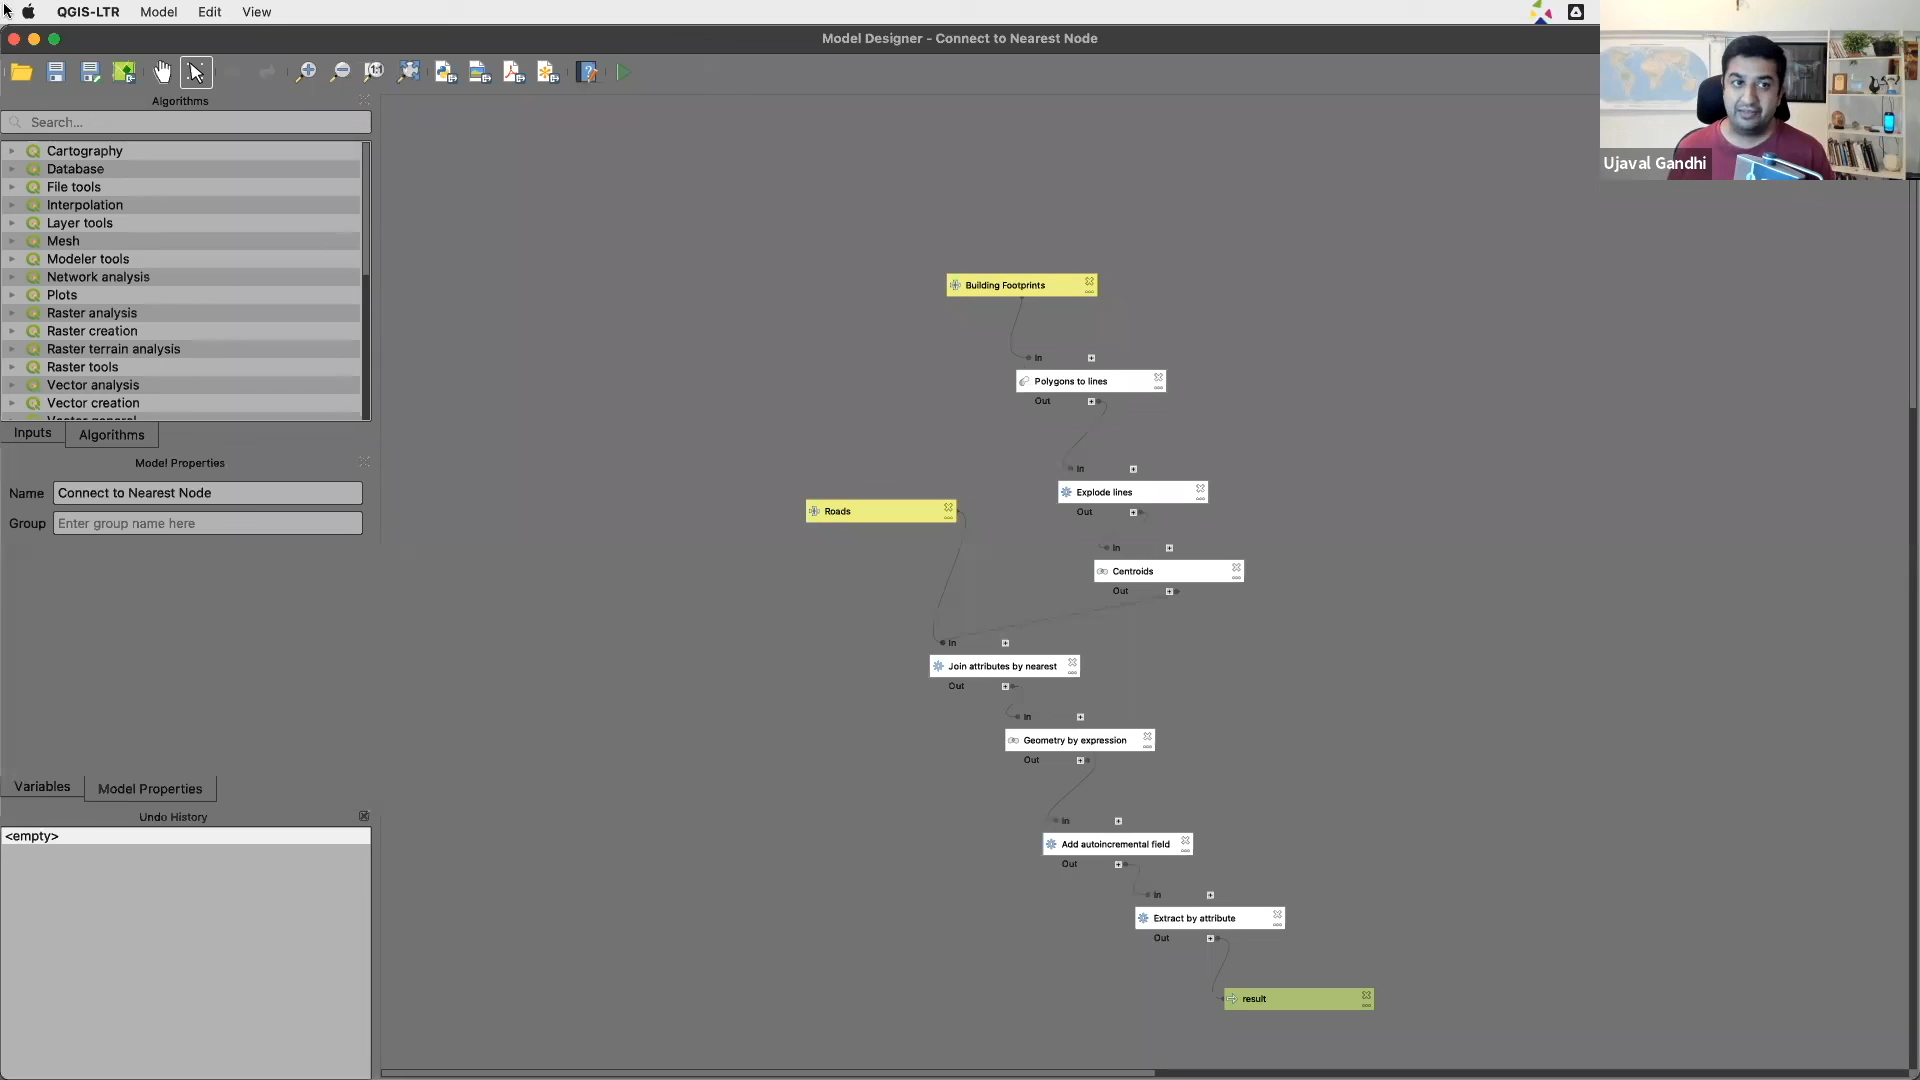 QGIS-LTR Model Edit View
Model Designer - Connect to Nearest Node
1:1
Algorithms
Search...
Cartography
Database
File tools
Interpolation
Layer tools
Mesh
Modeler tools
Network analysis
Plots
Raster analysis
Raster creation
Raster terrain analysis
Raster tools
Vector analysis
Vector creation
Vector general
Inputs Algorithms
Model Properties
Name Connect to Nearest Node
Group Enter group name here
Variables Model Properties
Undo History
<empty>
Building Footprints
In
Polygons to lines
Out
In
Explode lines
Out
Roads
In
Centroids
Out
In
Join attributes by nearest
Out
In
Geometry by expression
Out
In
Add autoincremental field
Out
In
Extract by attribute
Out
result
Ujaval Gandhi